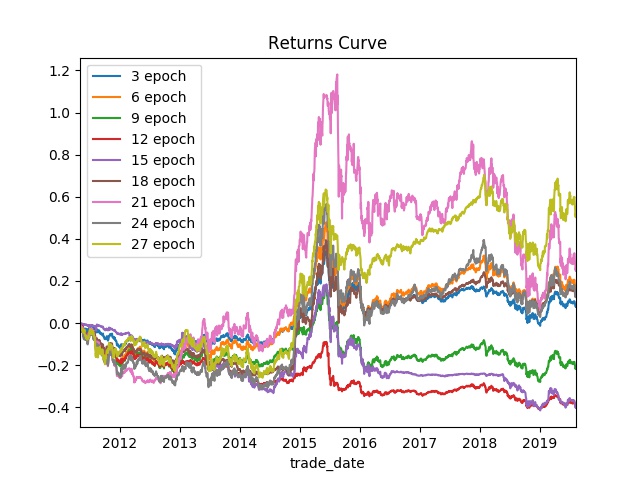 Returns Curve
1.2
1.0
0.8
0.6
0.4
0.2
0.0
−0.2
−0.4
3 epoch
6 epoch
9 epoch
12 epoch
15 epoch
18 epoch
21 epoch
24 epoch
27 epoch
2012 2013 2014 2015 2016 2017 2018 2019
trade_date